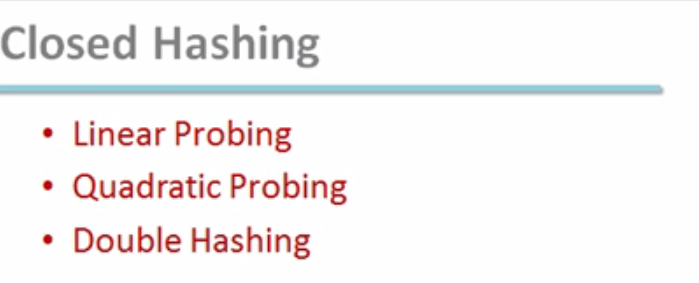 Closed Hashing
• Linear Probing
• Quadratic Probing
• Double Hashing